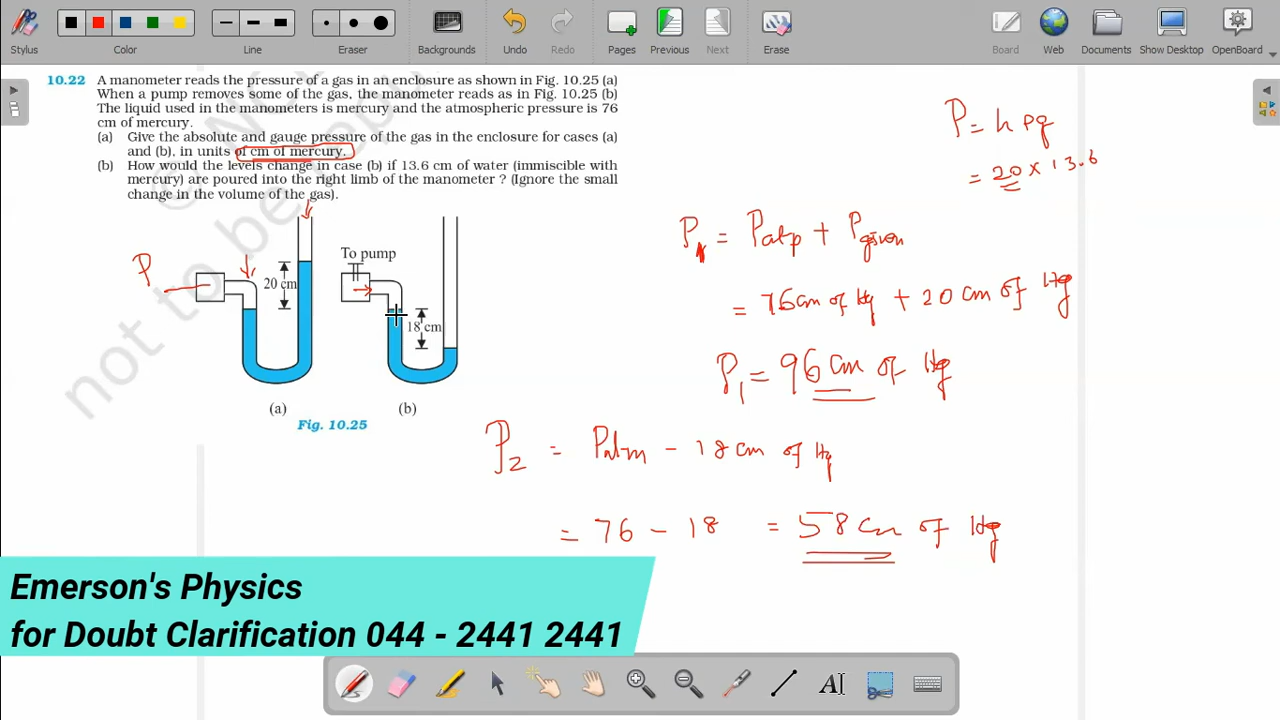 Stylus
Color
Line
Eraser
Backgrounds
Undo
Redo
Pages
Previous
Next
Erase
Board
Web
Documents
Show Desktop
OpenBoard
10.22 A manometer reads the pressure of a gas in an enclosure as shown in Fig. 10.25 (a)
When a pump removes some of the gas, the manometer reads as in Fig. 10.25 (b)
The liquid used in the manometers is mercury and the atmospheric pressure is 76
cm of mercury.
(a) Give the absolute and gauge pressure of the gas in the enclosure for cases (a)
and (b), in units of cm of mercury.
(b) How would the levels change in case (b) if 13.6 cm of water (immiscible with
mercury) are poured into the right limb of the manometer ? (Ignore the small
change in the volume of the gas).
P = h ρg
= 20 × 13.6
P
20 cm
To pump
18 cm
(a)
(b)
Fig. 10.25
not to be
= 76cm of Hg + 20 cm of Hg
P1 = 96 cm of Hg
P2 = Patm - 18 cm of Hg
= 76 - 18 = 58 cm of Hg
Emerson's Physics
for Doubt Clarification 044 - 2441 2441